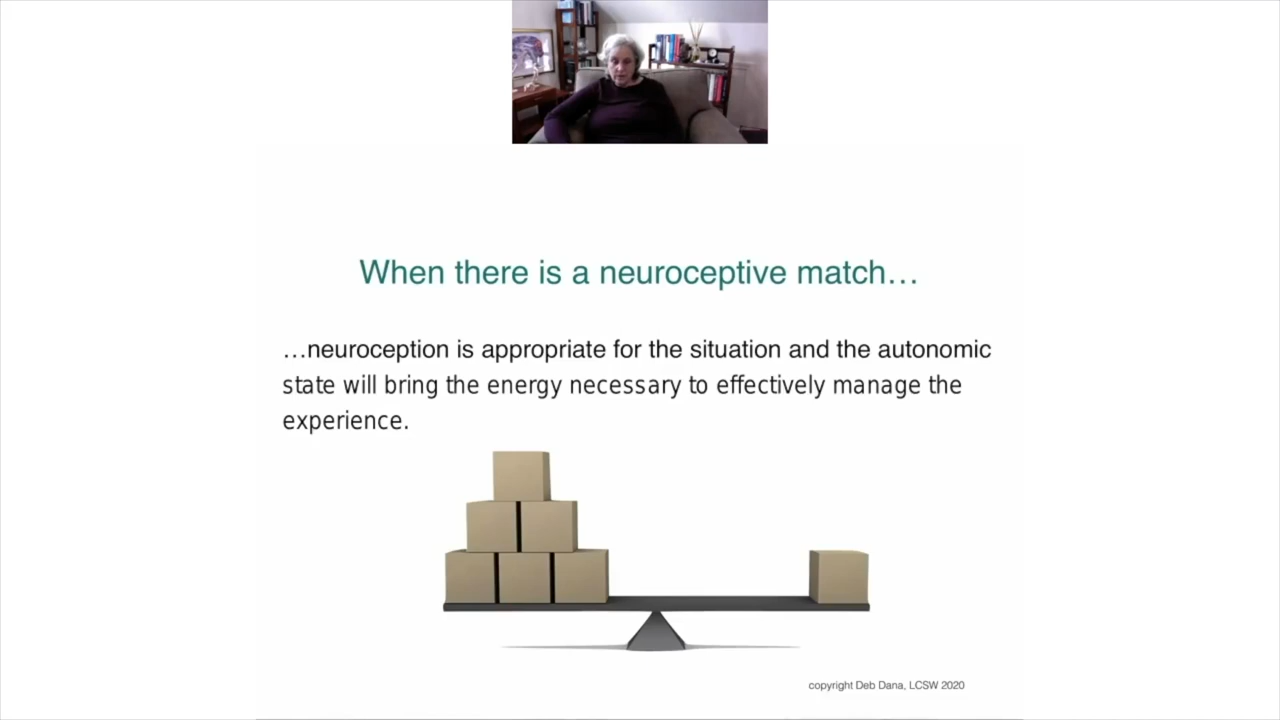 When there is a neuroceptive match…
…neuroception is appropriate for the situation and the autonomic
state will bring the energy necessary to effectively manage the
experience.
copyright Deb Dana, LCSW 2020